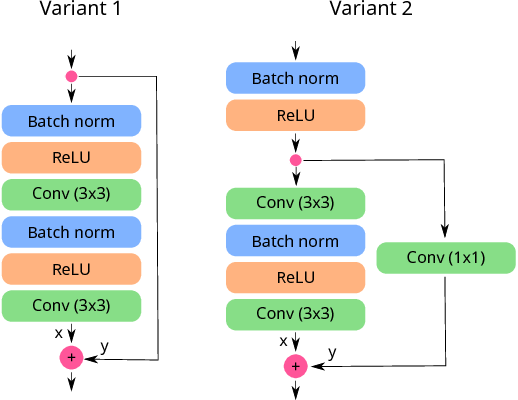 Variant 1
Batch norm
ReLU
Conv (3x3)
Batch norm
ReLU
Conv (3x3)
x
y
+
Variant 2
Batch norm
ReLU
Conv (3x3)
Batch norm
ReLU
Conv (3x3)
Conv (1x1)
x
y
+